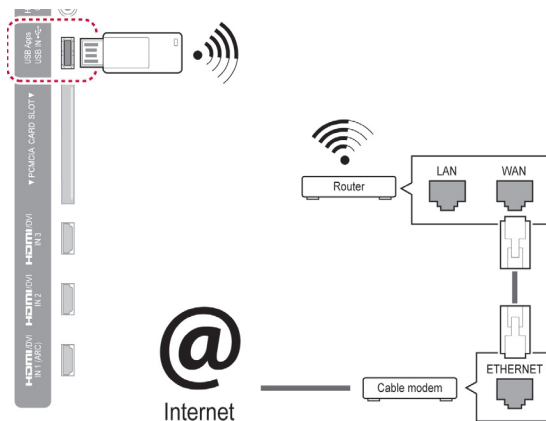 USB Apps
USB IN
▼ PCMCIA CARD SLOT ▼
HDMI/DVI
IN 3
HDMI/DVI
IN 2
HDMI/DVI
IN 1 (ARC)
Router
LAN
WAN
@
Internet
Cable modem
ETHERNET